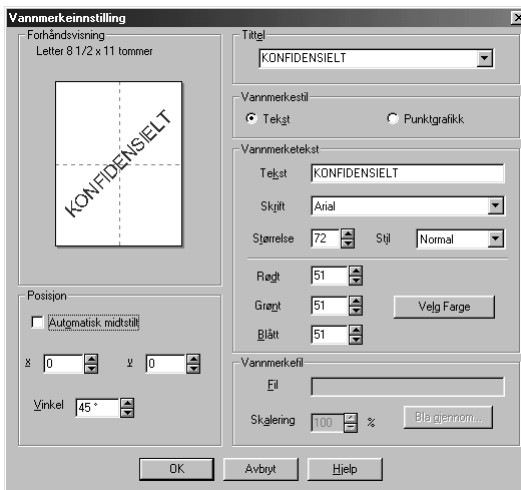 Vannmerkeinnstilling
Forhåndsvisning
Letter 8 1/2 x 11 tommer
KONFIDENSIELT
Posisjon
Automatisk midtstilt
x 0 y 0
Vinkel 45 °
Tittel
KONFIDENSIELT
Vannmerkestil
Tekst Punktgrafikk
Vannmerketekst
Tekst KONFIDENSIELT
Skrift Arial
Størrelse 72 Stil Normal
Rødt 51
Grønt 51 Velg Farge
Blått 51
Vannmerkefil
Fil
Skalering 100 % Bla gjennom...
OK Avbryt Hjelp